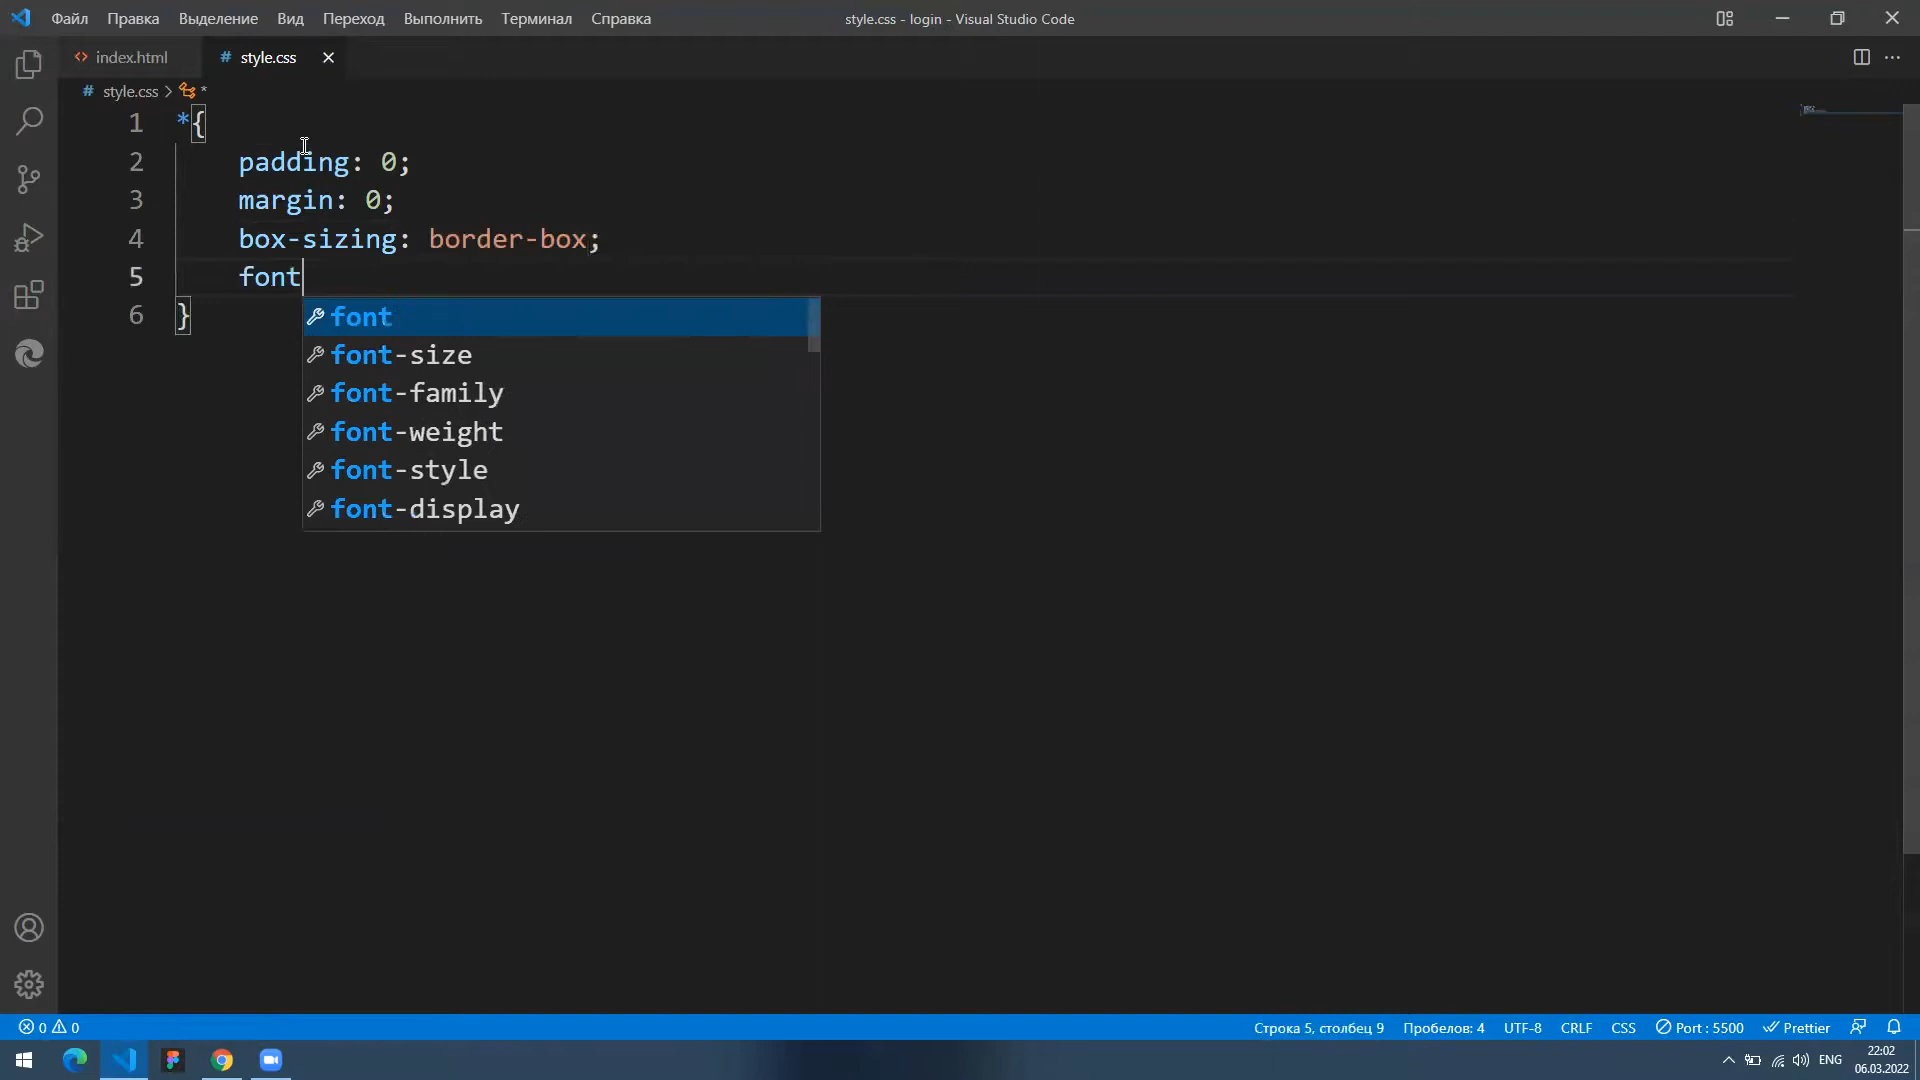 Файл Правка Выделение Вид Переход Выполнить Терминал Справка
style.css - login - Visual Studio Code
<> index.html
# style.css ×
# style.css > *
1 *{
2 padding: 0;
3 margin: 0;
4 box-sizing: border-box;
5 font
6 }
font
font-size
font-family
font-weight
font-style
font-display
0 0
Строка 5, столбец 9 Пробелов: 4 UTF-8 CRLF CSS Port : 5500 Prettier
ENG
22:02
06.03.2022